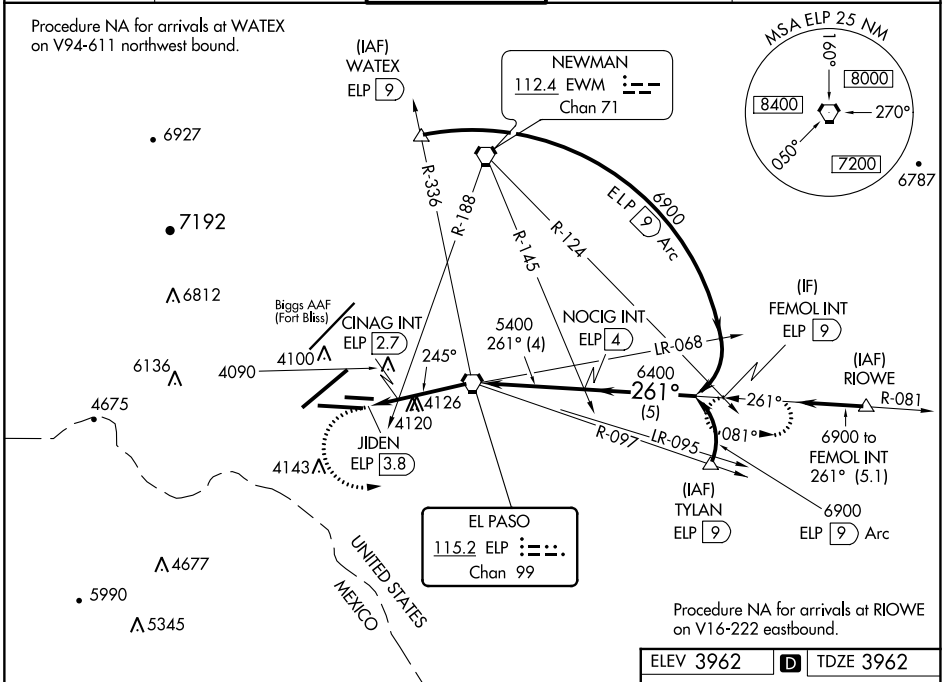 Procedure NA for arrivals at WATEX
on V94-611 northwest bound.
(IAF)
WATEX
ELP 9
NEWMAN
112.4 EWM
Chan 71
MSA ELP 25 NM
160°
8000
8400
270°
050°
7200
6787
6927
7192
6812
6136
4675
R-336
R-188
R-145
R-124
6900
ELP 9 Arc
Biggs AAF
(Fort Bliss)
4100
4090
CINAG INT
ELP 2.7
245°
4126
4120
JIDEN
ELP 3.8
4143
5400
261° (4)
NOCIG INT
ELP 4
LR-068
6400
261°
(5)
(IF)
FEMOL INT
ELP 9
261°
081°
(IAF)
RIOWE
R-081
6900 to
FEMOL INT
261° (5.1)
R-097
LR-095
(IAF)
TYLAN
ELP 9
6900
ELP 9 Arc
EL PASO
115.2 ELP
Chan 99
UNITED STATES
MEXICO
4677
5990
5345
Procedure NA for arrivals at RIOWE
on V16-222 eastbound.
ELEV 3962
D
TDZE 3962